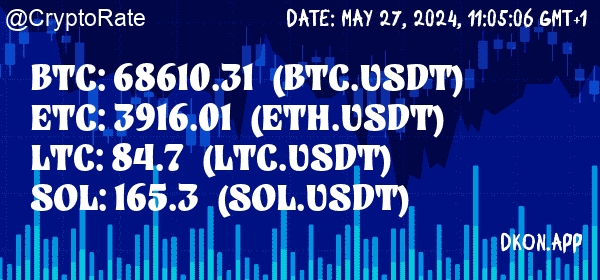 @CryptoRate
DATE: MAY 27, 2024, 11:05:06 GMT+1
BTC: 68610.31 (BTC.USDT)
ETC: 3916.01 (ETH.USDT)
LTC: 84.7 (LTC.USDT)
SOL: 165.3 (SOL.USDT)
DKON.APP